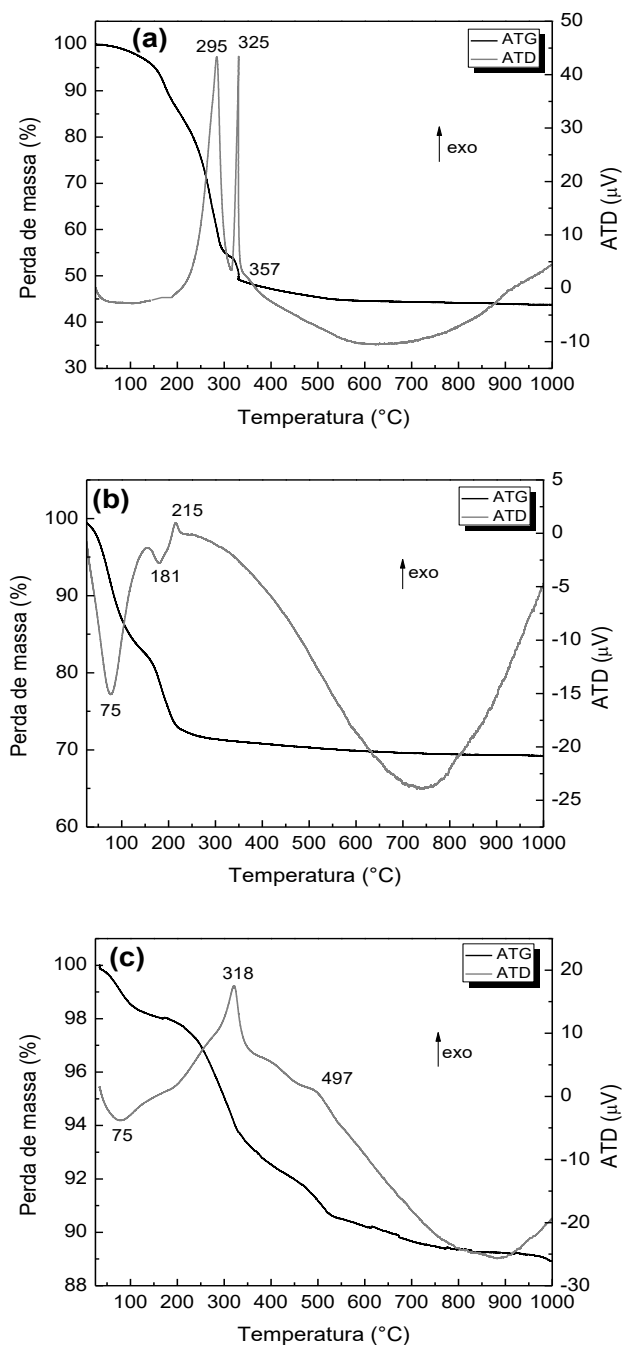 (a)
295 325
ATG
ATD
exo
357
Perda de massa (%)
100
90
80
70
60
50
40
30
ATD (µV)
50
40
30
20
10
0
-10
100 200 300 400 500 600 700 800 900 1000
Temperatura (°C)
(b)
215
ATG
ATD
exo
181
75
Perda de massa (%)
100
90
80
70
60
ATD (µV)
5
0
-5
-10
-15
-20
-25
100 200 300 400 500 600 700 800 900 1000
Temperatura (°C)
(c)
318
ATG
ATD
exo
497
75
Perda de massa (%)
100
98
96
94
92
90
88
ATD (µV)
20
10
0
-10
-20
-30
100 200 300 400 500 600 700 800 900 1000
Temperatura (°C)